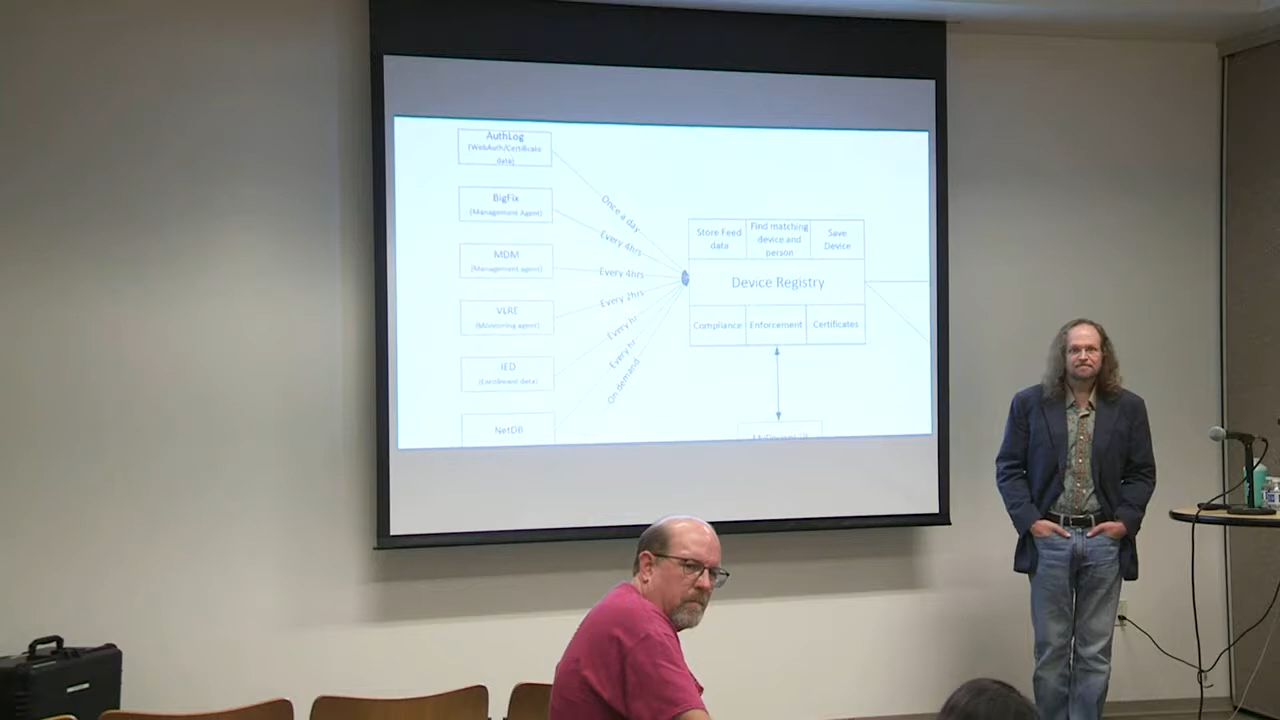 AuthLog
(WebAuth/Certificate
data)
BigFix
(Management Agent)
MDM
(Management agent)
VLRE
(Monitoring agent)
IED
(Enrollment data)
NetDB
Once a day
Every 4hrs
Every 4hrs
Every 2hrs
Every hr
Every hr
On demand
Store Feed
data
Find matching
device and
person
Save
Device
Device Registry
Compliance
Enforcement
Certificates